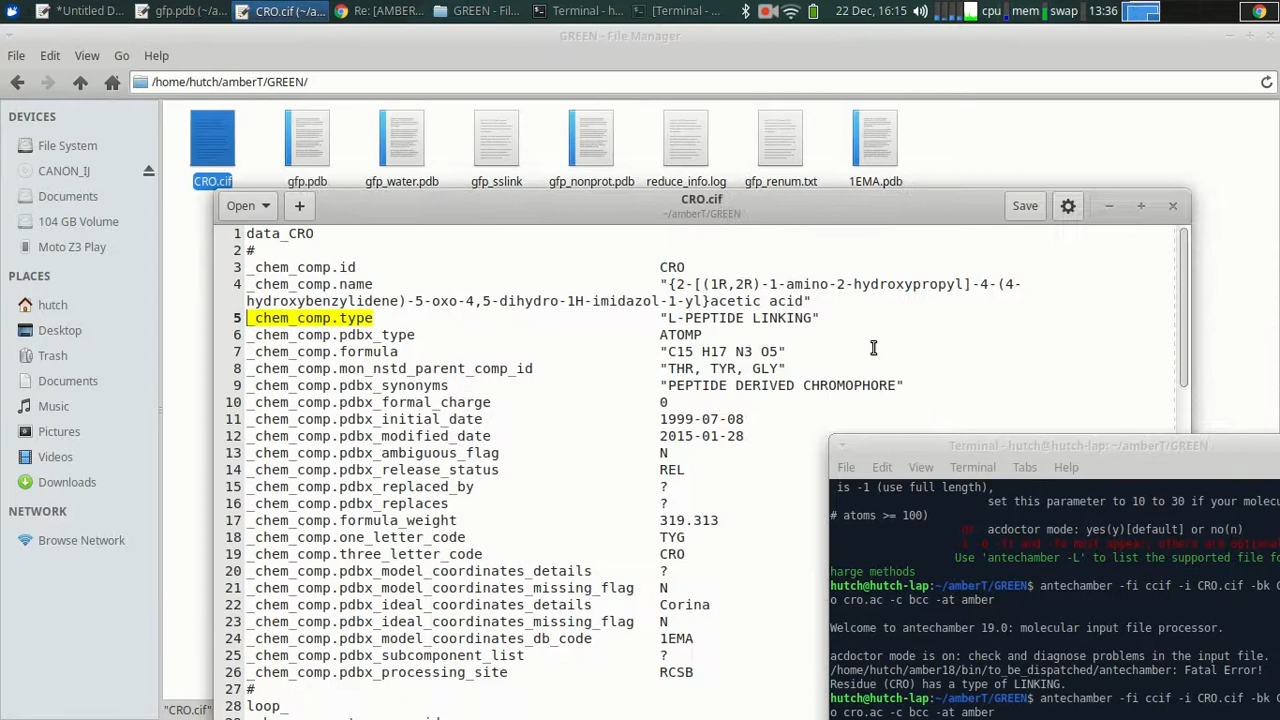 *Untitled D...
gfp.pdb (~/a...
CRO.cif (~/a...
Re: [AMBER...
GREEN - Fil...
Terminal - h...
[Terminal - ...
22 Dec, 16:15
cpu
mem
swap
13:36
GREEN - File Manager
File Edit View Go Help
/home/hutch/amberT/GREEN/
DEVICES
File System
CANON_IJ
Documents
104 GB Volume
Moto Z3 Play
PLACES
hutch
Desktop
Trash
Documents
Music
Pictures
Videos
Downloads
NETWORK
Browse Network
CRO.cif
gfp.pdb
gfp_water.pdb
gfp_sslink
gfp_nonprot.pdb
reduce_info.log
gfp_renum.txt
1EMA.pdb
"CRO.cif"
Open
CRO.cif
~/amberT/GREEN
Save
1 data_CRO
2 #
3 _chem_comp.id CRO
4 _chem_comp.name "{2-[(1R,2R)-1-amino-2-hydroxypropyl]-4-(4-
hydroxybenzylidene)-5-oxo-4,5-dihydro-1H-imidazol-1-yl}acetic acid"
5 _chem_comp.type "L-PEPTIDE LINKING"
6 _chem_comp.pdbx_type ATOMP
7 _chem_comp.formula "C15 H17 N3 O5"
8 _chem_comp.mon_nstd_parent_comp_id "THR, TYR, GLY"
9 _chem_comp.pdbx_synonyms "PEPTIDE DERIVED CHROMOPHORE"
10 _chem_comp.pdbx_formal_charge 0
11 _chem_comp.pdbx_initial_date 1999-07-08
12 _chem_comp.pdbx_modified_date 2015-01-28
13 _chem_comp.pdbx_ambiguous_flag N
14 _chem_comp.pdbx_release_status REL
15 _chem_comp.pdbx_replaced_by ?
16 _chem_comp.pdbx_replaces ?
17 _chem_comp.formula_weight 319.313
18 _chem_comp.one_letter_code TYG
19 _chem_comp.three_letter_code CRO
20 _chem_comp.pdbx_model_coordinates_details ?
21 _chem_comp.pdbx_model_coordinates_missing_flag N
22 _chem_comp.pdbx_ideal_coordinates_details Corina
23 _chem_comp.pdbx_ideal_coordinates_missing_flag N
24 _chem_comp.pdbx_model_coordinates_db_code 1EMA
25 _chem_comp.pdbx_subcomponent_list ?
26 _chem_comp.pdbx_processing_site RCSB
27 #
28 loop_
Terminal - hutch@hutch-lap: ~/amberT/GREEN
File Edit View Terminal Tabs Help
is -1 (use full length),
set this parameter to 10 to 30 if your molecu
# atoms >= 100)
dr acdoctor mode: yes(y)[default] or no(n)
i -o -fi and -fo must appear, others are optional
Use 'antechamber -L' to list the supported file fo
harge methods
hutch@hutch-lap:~/amberT/GREEN$ antechamber -fi ccif -i CRO.cif -bk C
o cro.ac -c bcc -at amber
Welcome to antechamber 19.0: molecular input file processor.
acdoctor mode is on: check and diagnose problems in the input file.
/home/hutch/amber18/bin/to_be_dispatched/antechamber: Fatal Error!
Residue (CRO) has a type of LINKING.
hutch@hutch-lap:~/amberT/GREEN$ antechamber -fi ccif -i CRO.cif -bk C
o cro.ac -c bcc -at amber